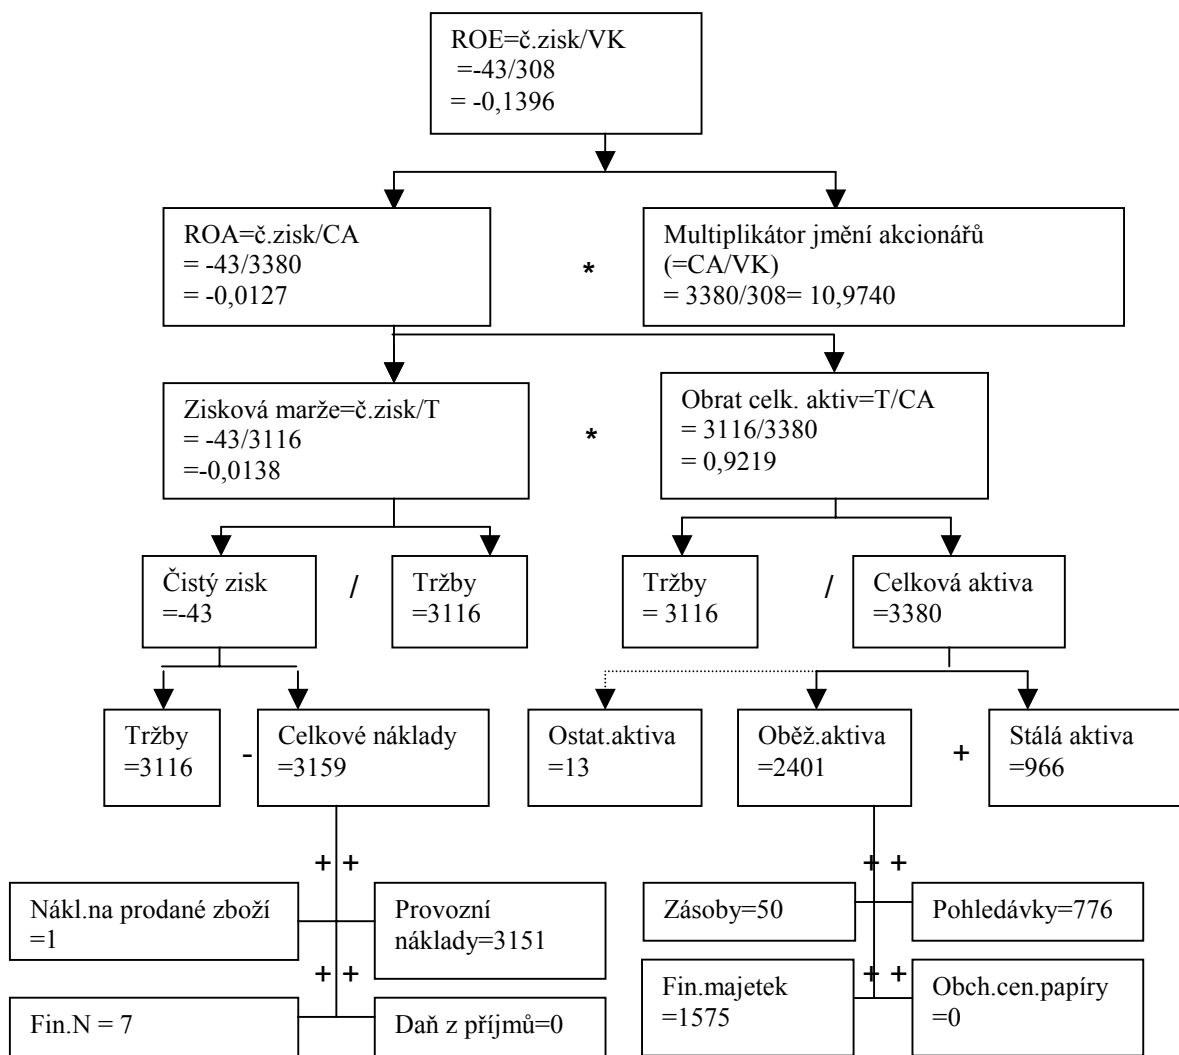 ROE=č.zisk/VK
=-43/308
= -0,1396
ROA=č.zisk/CA
= -43/3380
= -0,0127
*
Multiplikátor jmění akcionářů
(=CA/VK)
= 3380/308= 10,9740
Zisková marže=č.zisk/T
= -43/3116
=-0,0138
*
Obrat celk. aktiv=T/CA
= 3116/3380
= 0,9219
Čistý zisk
=-43
/
Tržby
=3116
Tržby
= 3116
/
Celková aktiva
=3380
Tržby
=3116
-
Celkové náklady
=3159
Ostat.aktiva
=13
Oběž.aktiva
=2401
+
Stálá aktiva
=966
+ +
+ +
Nákl.na prodané zboží
=1
Provozní
náklady=3151
Zásoby=50
Pohledávky=776
+ +
+ +
Fin.N = 7
Daň z příjmů=0
Fin.majetek
=1575
Obch.cen.papíry
=0